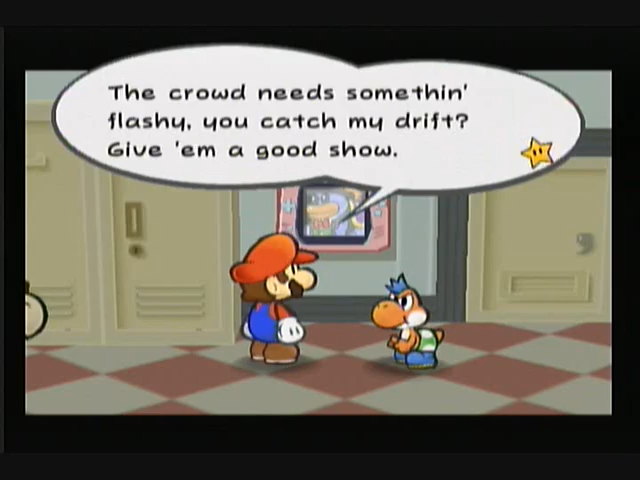 The crowd needs somethin'
flashy, you catch my drift?
Give 'em a good show.